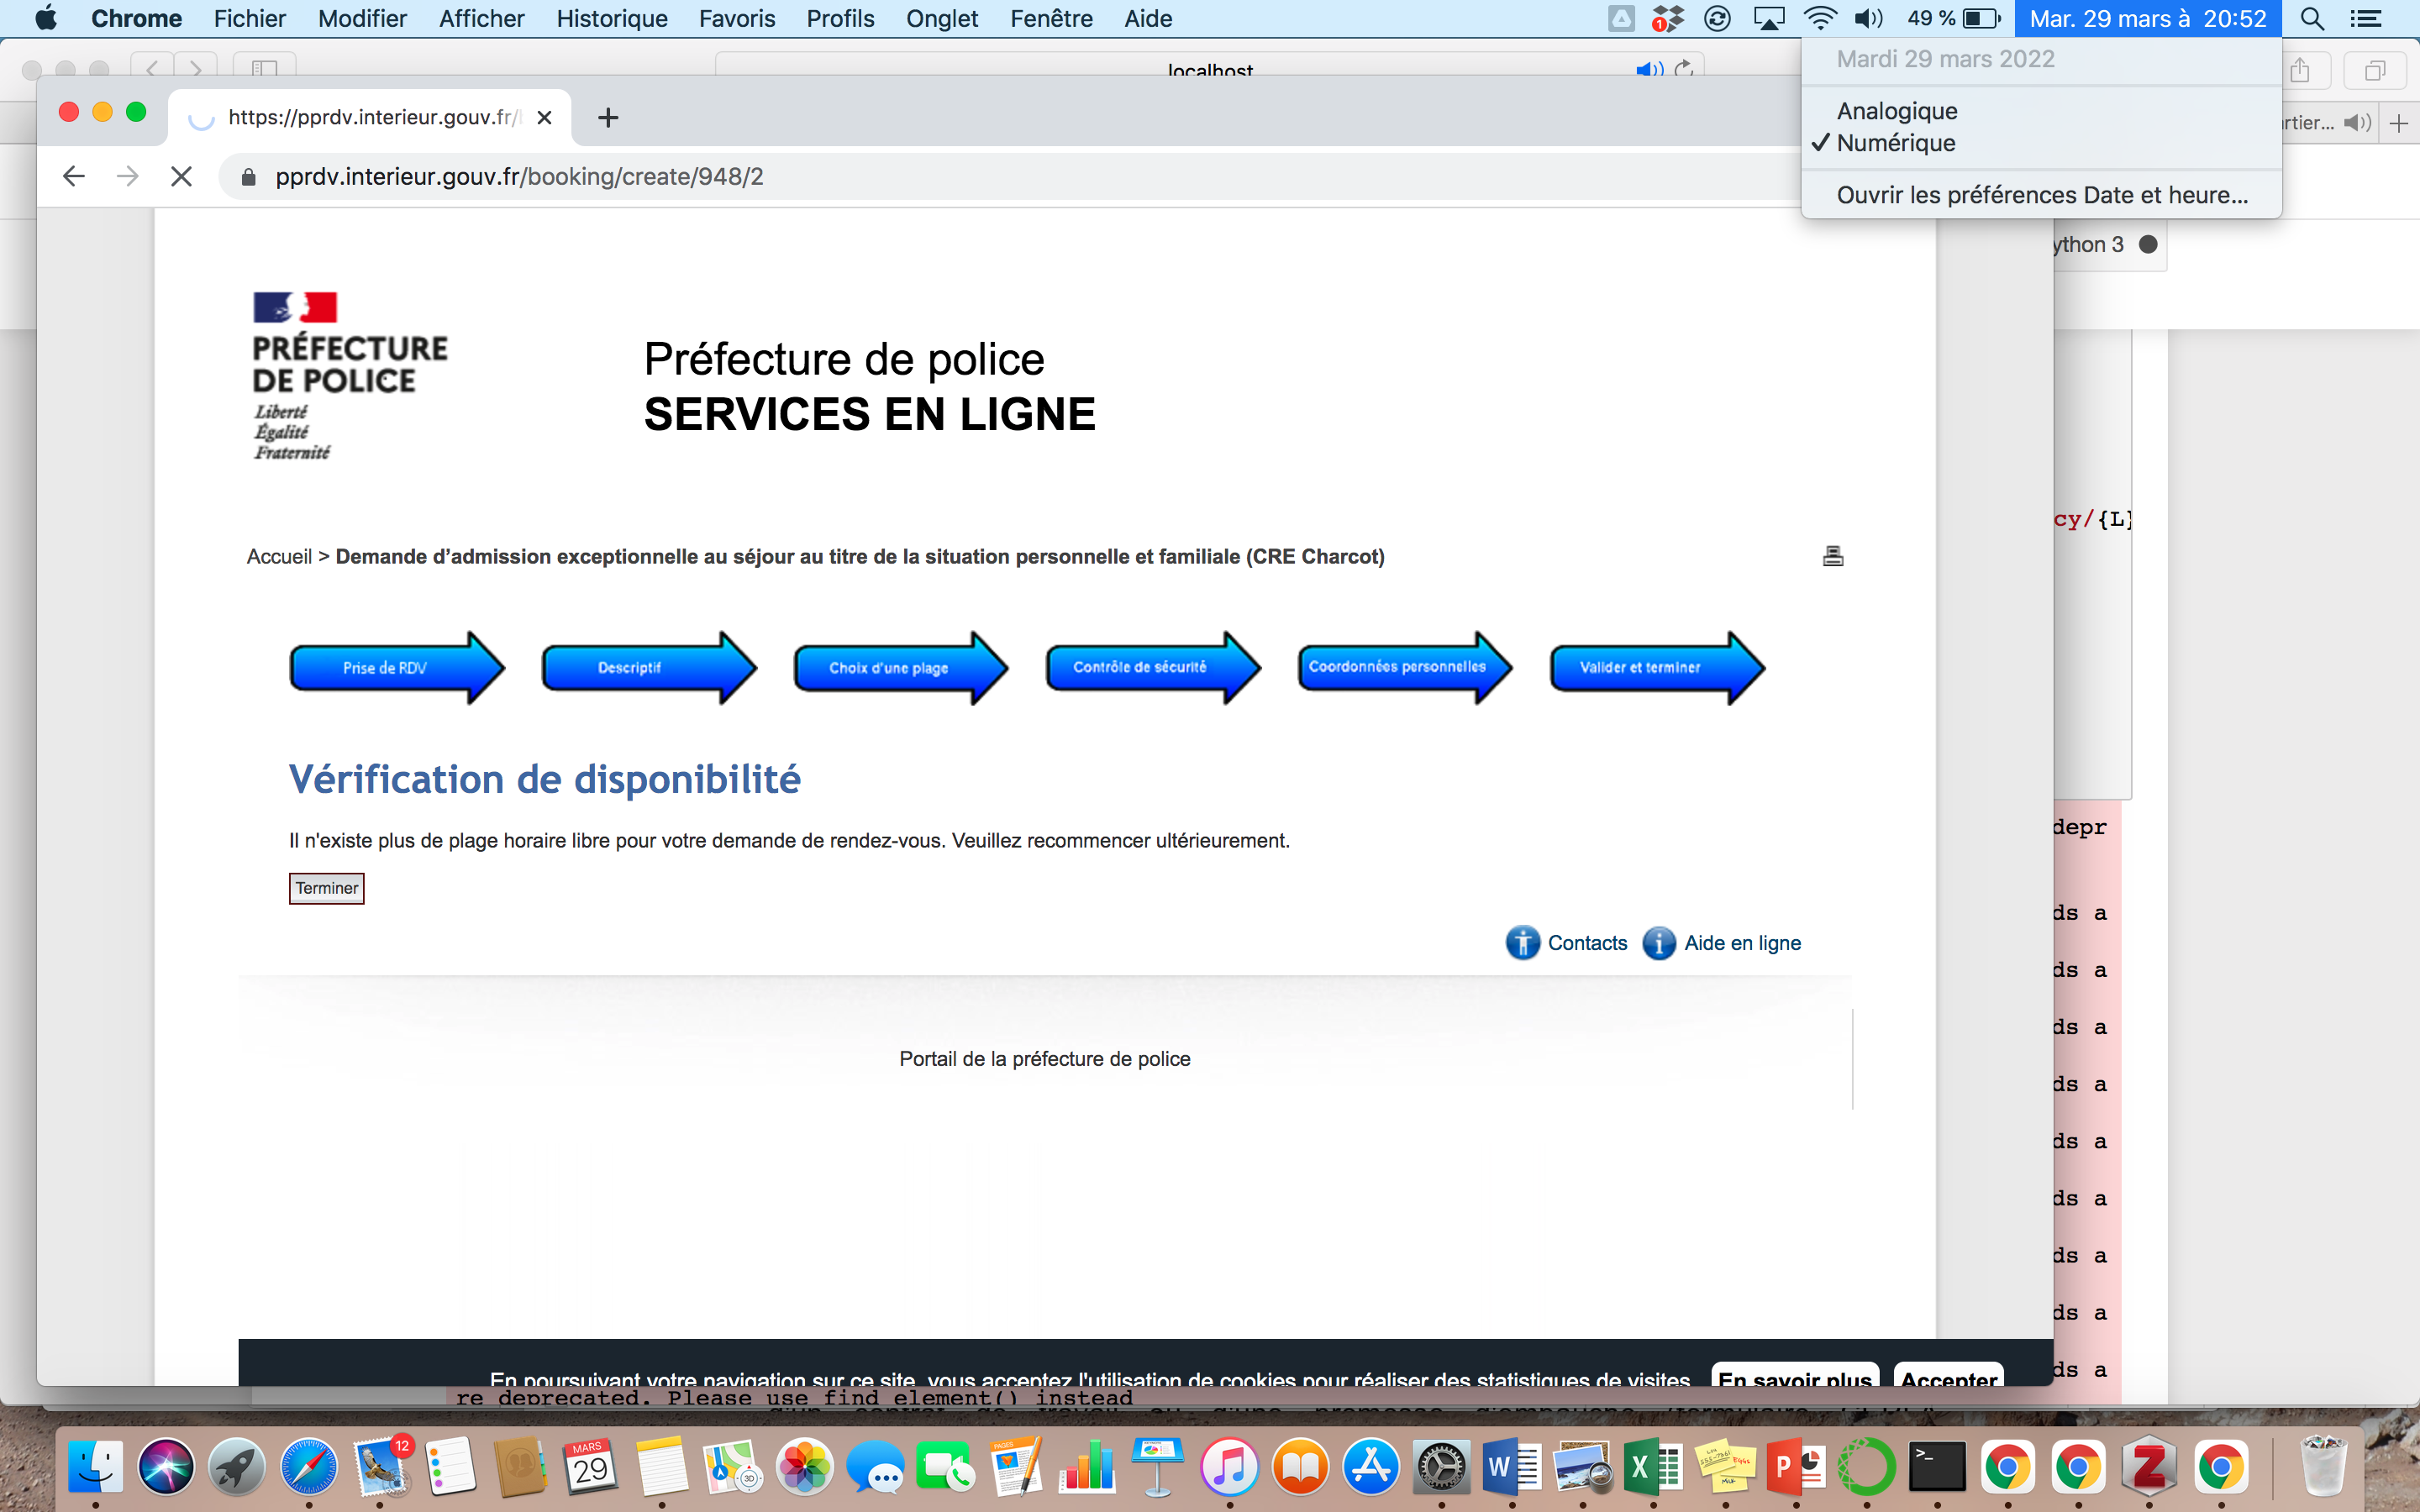 Chrome Fichier Modifier Afficher Historique Favoris Profils Onglet Fenêtre Aide 1 49 % Mar. 29 mars à 20:52
Mardi 29 mars 2022
Analogique
✓ Numérique
Ouvrir les préférences Date et heure...
localhost
https://pprdv.interieur.gouv.fr/
rtier...
pprdv.interieur.gouv.fr/booking/create/948/2
ython 3
PRÉFECTURE
DE POLICE
Liberté
Égalité
Fraternité
Préfecture de police
SERVICES EN LIGNE
cy/{L}
Accueil > Demande d’admission exceptionnelle au séjour au titre de la situation personnelle et familiale (CRE Charcot)
Prise de RDV Descriptif Choix d'une plage Contrôle de sécurité Coordonnées personnelles Valider et terminer
Vérification de disponibilité
Il n'existe plus de plage horaire libre pour votre demande de rendez-vous. Veuillez recommencer ultérieurement.
Terminer
depr
ds a
ds a
ds a
ds a
ds a
ds a
ds a
ds a
ds a
Contacts Aide en ligne
Portail de la préfecture de police
En poursuivant votre navigation sur ce site, vous acceptez l'utilisation de cookies pour réaliser des statistiques de visites En savoir plus Accepter
re deprecated. Please use find_element() instead
12
MARS
29
3D
PAGES
W
X
P
>_
Z